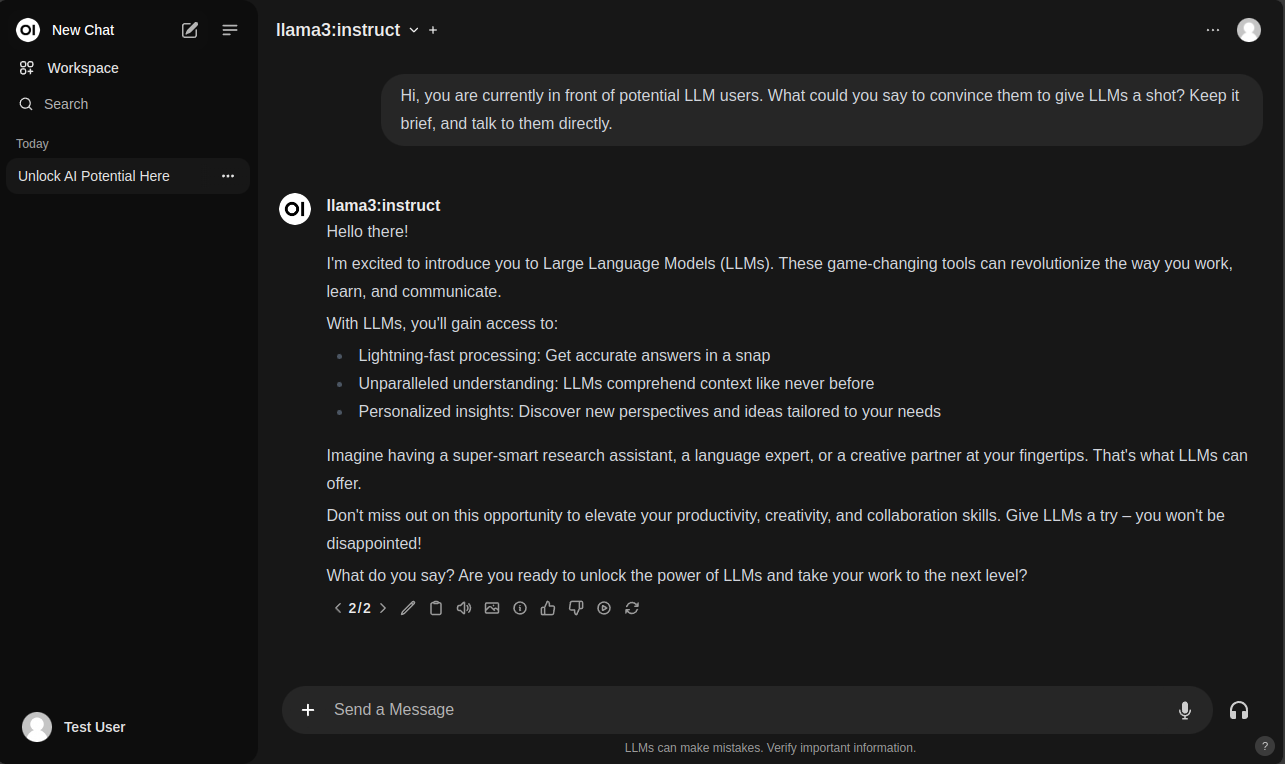 OI New Chat
Workspace
Search
Today
Unlock AI Potential Here
Test User
llama3:instruct
Hi, you are currently in front of potential LLM users. What could you say to convince them to give LLMs a shot? Keep it
brief, and talk to them directly.
OI llama3:instruct
Hello there!
I'm excited to introduce you to Large Language Models (LLMs). These game-changing tools can revolutionize the way you work,
learn, and communicate.
With LLMs, you'll gain access to:
Lightning-fast processing: Get accurate answers in a snap
Unparalleled understanding: LLMs comprehend context like never before
Personalized insights: Discover new perspectives and ideas tailored to your needs
Imagine having a super-smart research assistant, a language expert, or a creative partner at your fingertips. That's what LLMs can
offer.
Don't miss out on this opportunity to elevate your productivity, creativity, and collaboration skills. Give LLMs a try – you won't be
disappointed!
What do you say? Are you ready to unlock the power of LLMs and take your work to the next level?
2/2
Send a Message
LLMs can make mistakes. Verify important information.
?